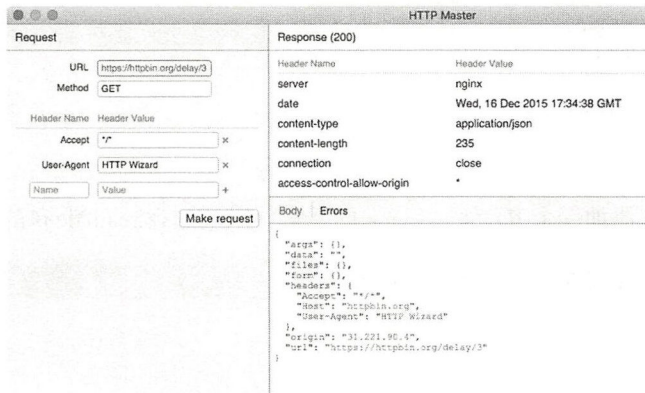 HTTP Master
Request
URL https://httpbin.org/delay/3
Method GET
Header Name Header Value
Accept */* ×
User-Agent HTTP Wizard ×
Name Value +
Make request
Response (200)
Header Name Header Value
server nginx
date Wed, 16 Dec 2015 17:34:38 GMT
content-type application/json
content-length 235
connection close
access-control-allow-origin *
Body Errors
{
"args": {},
"data": "",
"files": {},
"form": {},
"headers": {
"Accept": "*/*",
"Host": "httpbin.org",
"User-Agent": "HTTP Wizard"
},
"origin": "31.221.90.4",
"url": "https://httpbin.org/delay/3"
}